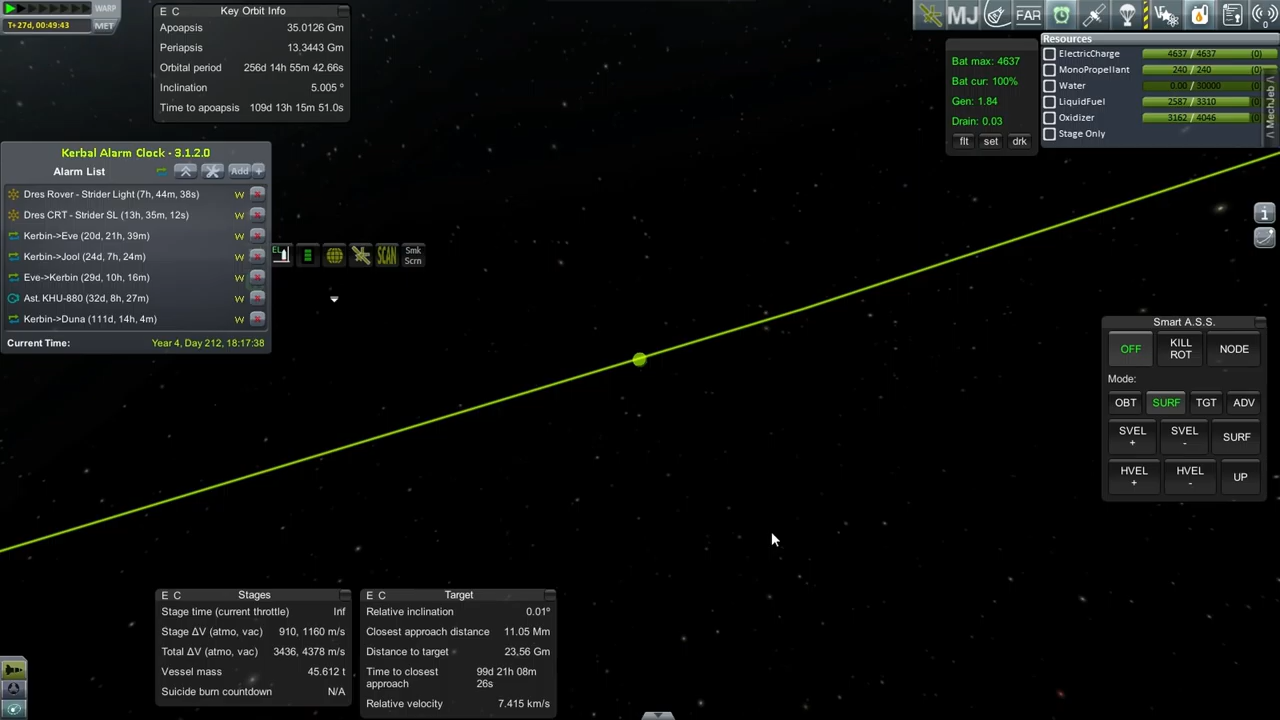 WARP
T+27d, 00:49:43
MET
E C Key Orbit Info
Apoapsis 35.0126 Gm
Periapsis 13.3443 Gm
Orbital period 256d 14h 55m 42.66s
Inclination 5.005 º
Time to apoapsis 109d 13h 15m 51.0s
MJ FAR
Bat max: 4637
Bat cur: 100%
Gen: 1.84
Drain: 0.03
flt set drk
Resources
ElectricCharge 4637 / 4637 (0)
MonoPropellant 240 / 240 (0)
Water 0.00 / 30000 (0)
LiquidFuel 2587 / 3310 (0)
Oxidizer 3162 / 4046 (0)
Stage Only
/\ MechJeb /\
Kerbal Alarm Clock - 3.1.2.0
Alarm List Add +
Dres Rover - Strider Light (7h, 44m, 38s) W X
Dres CRT - Strider SL (13h, 35m, 12s) W X
Kerbin->Eve (20d, 21h, 39m) W X
Kerbin->Jool (24d, 7h, 24m) W X
Eve->Kerbin (29d, 10h, 16m) W X
Ast. KHU-880 (32d, 8h, 27m) W X
Kerbin->Duna (111d, 14h, 4m) W X
Current Time: Year 4, Day 212, 18:17:38
EL
SCAN
Smk
Scrn
Smart A.S.S.
OFF KILL ROT NODE
Mode:
OBT SURF TGT ADV
SVEL + SVEL - SURF
HVEL + HVEL - UP
E C Stages
Stage time (current throttle) Inf
Stage ΔV (atmo, vac) 910, 1160 m/s
Total ΔV (atmo, vac) 3436, 4378 m/s
Vessel mass 45.612 t
Suicide burn countdown N/A
E C Target
Relative inclination 0.01º
Closest approach distance 11.05 Mm
Distance to target 23,56 Gm
Time to closest approach 99d 21h 08m 26s
Relative velocity 7.415 km/s